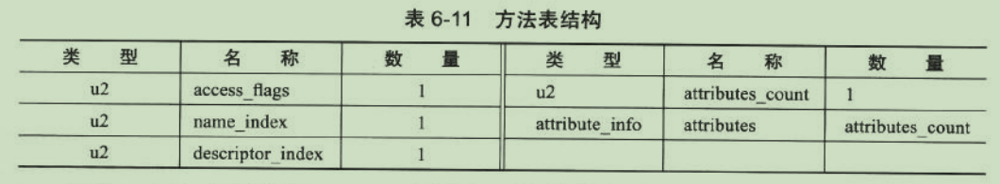 表 6-11 方法表结构
类 型 名 称 数 量 类 型 名 称 数 量
u2 access_flags 1 u2 attributes_count 1
u2 name_index 1 attribute_info attributes attributes_count
u2 descriptor_index 1